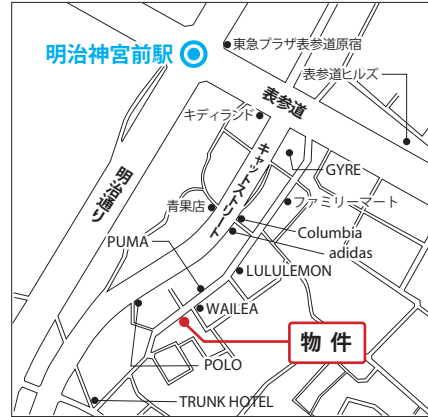 東急プラザ表参道原宿
明治神宮前駅
表参道ヒルズ
表参道
キディランド
GYRE
キャットストリート
明治通り
青果店
ファミリーマート
Columbia
adidas
PUMA
LULULEMON
WAILEA
物件
POLO
TRUNK HOTEL